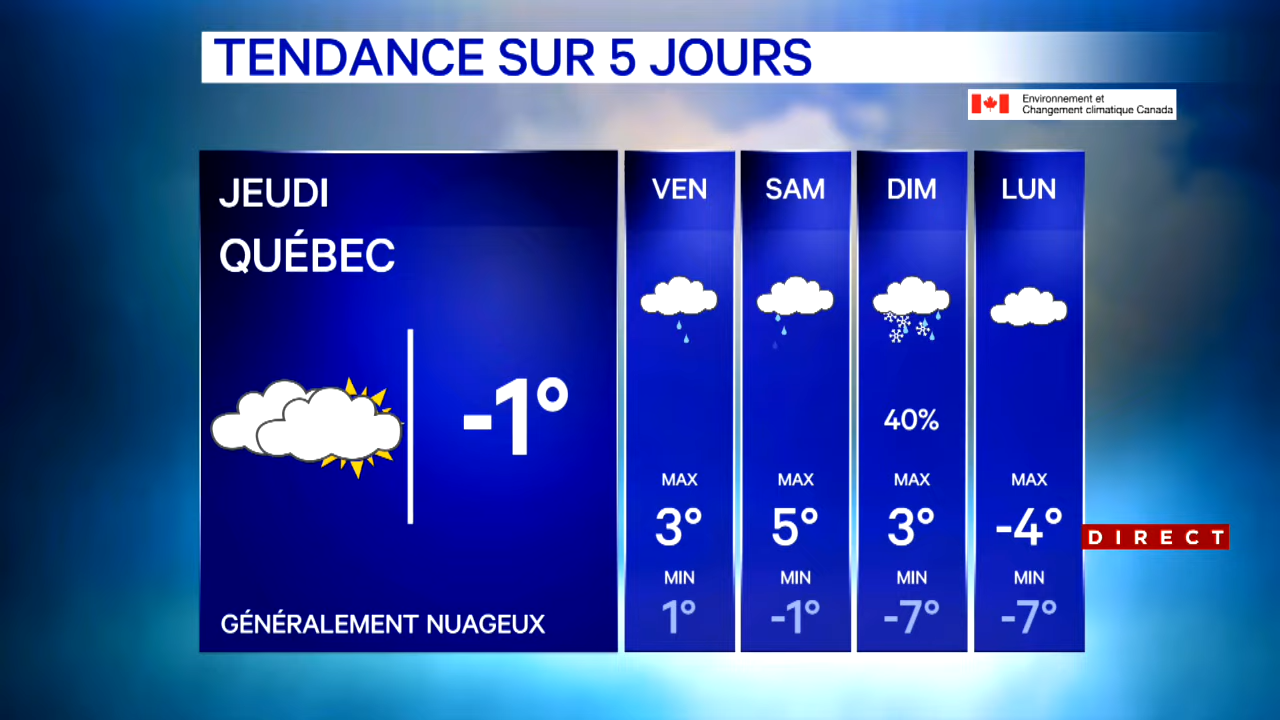 TENDANCE SUR 5 JOURS
Environnement et
Changement climatique Canada
JEUDI
QUÉBEC
-1°
GÉNÉRALEMENT NUAGEUX
VEN
MAX
3°
MIN
1°
SAM
MAX
5°
MIN
-1°
DIM
40%
MAX
3°
MIN
-7°
LUN
MAX
-4°
MIN
-7°
DIRECT